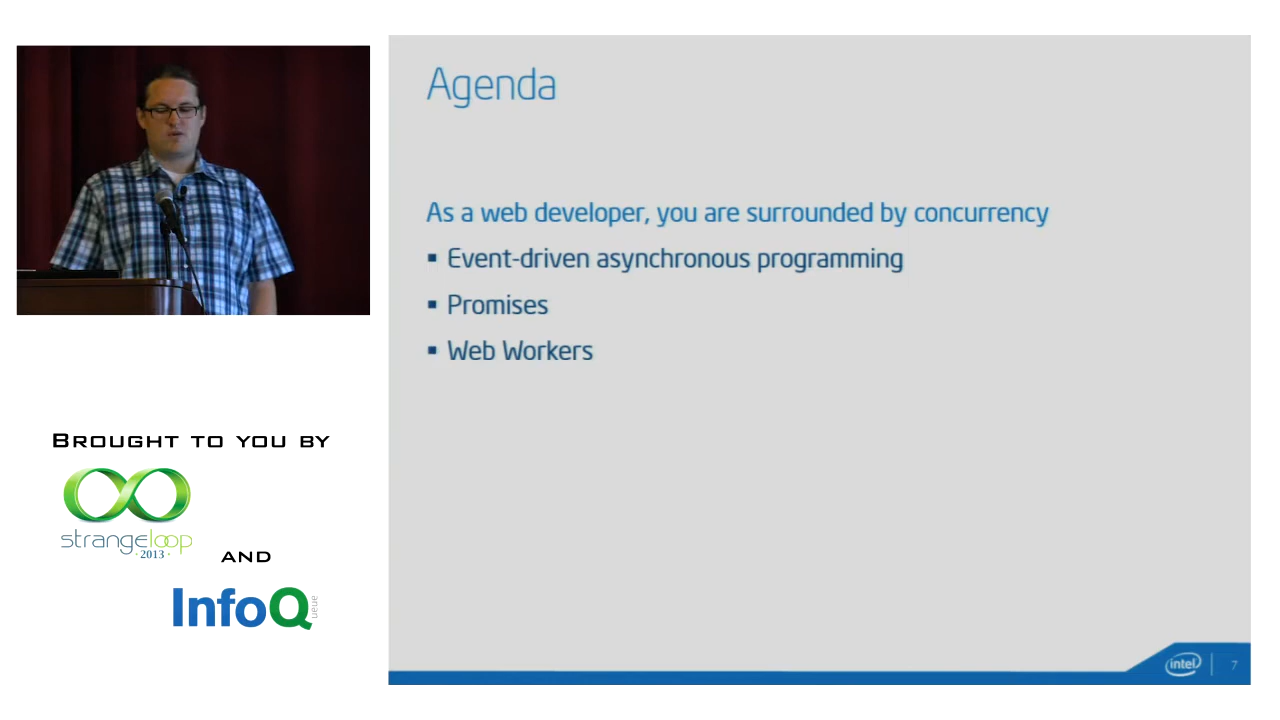 Agenda
As a web developer, you are surrounded by concurrency
▪ Event-driven asynchronous programming
▪ Promises
▪ Web Workers
BROUGHT TO YOU BY
strangeloop
· 2013 ·
AND
InfoQ
ueue
intel
7